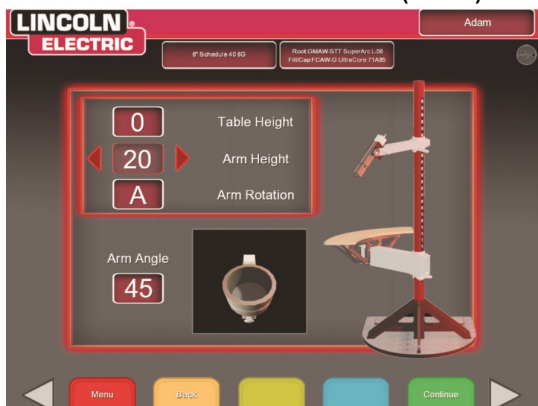 LINCOLN
ELECTRIC
Adam
6" Schedule 40 6G
Root:GMAW-STT SuperArc L-56
Fill/Cap:FCAW-G UltraCore 71A85
0 Table Height
20 Arm Height
A Arm Rotation
Arm Angle
45
Menu Back Continue